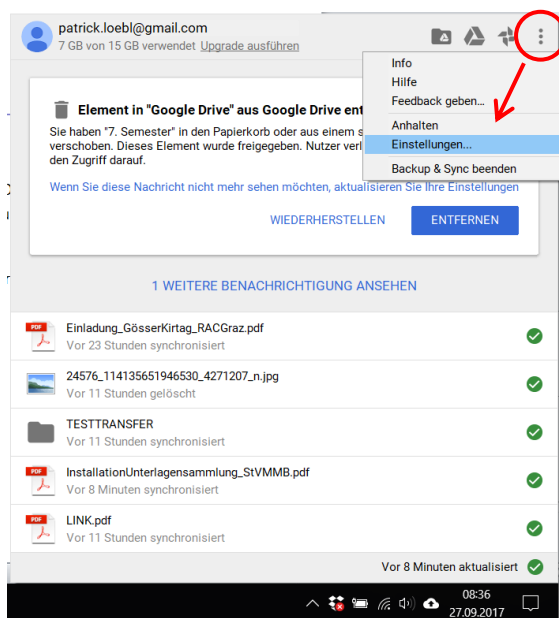 patrick.loebl@gmail.com
7 GB von 15 GB verwendet Upgrade ausführen
Info
Hilfe
Feedback geben...
Anhalten
Einstellungen...
Backup & Sync beenden
Element in "Google Drive" aus Google Drive ent
Sie haben "7. Semester" in den Papierkorb oder aus einem s
verschoben. Dieses Element wurde freigegeben. Nutzer verl
den Zugriff darauf.
Wenn Sie diese Nachricht nicht mehr sehen möchten, aktualisieren Sie Ihre Einstellungen
WIEDERHERSTELLEN ENTFERNEN
1 WEITERE BENACHRICHTIGUNG ANSEHEN
PDF
Einladung_GösserKirtag_RACGraz.pdf
Vor 23 Stunden synchronisiert
24576_114135651946530_4271207_n.jpg
Vor 11 Stunden gelöscht
TESTTRANSFER
Vor 11 Stunden synchronisiert
PDF
InstallationUnterlagensammlung_StVMMB.pdf
Vor 8 Minuten synchronisiert
PDF
LINK.pdf
Vor 11 Stunden synchronisiert
Vor 8 Minuten aktualisiert
08:36
27.09.2017